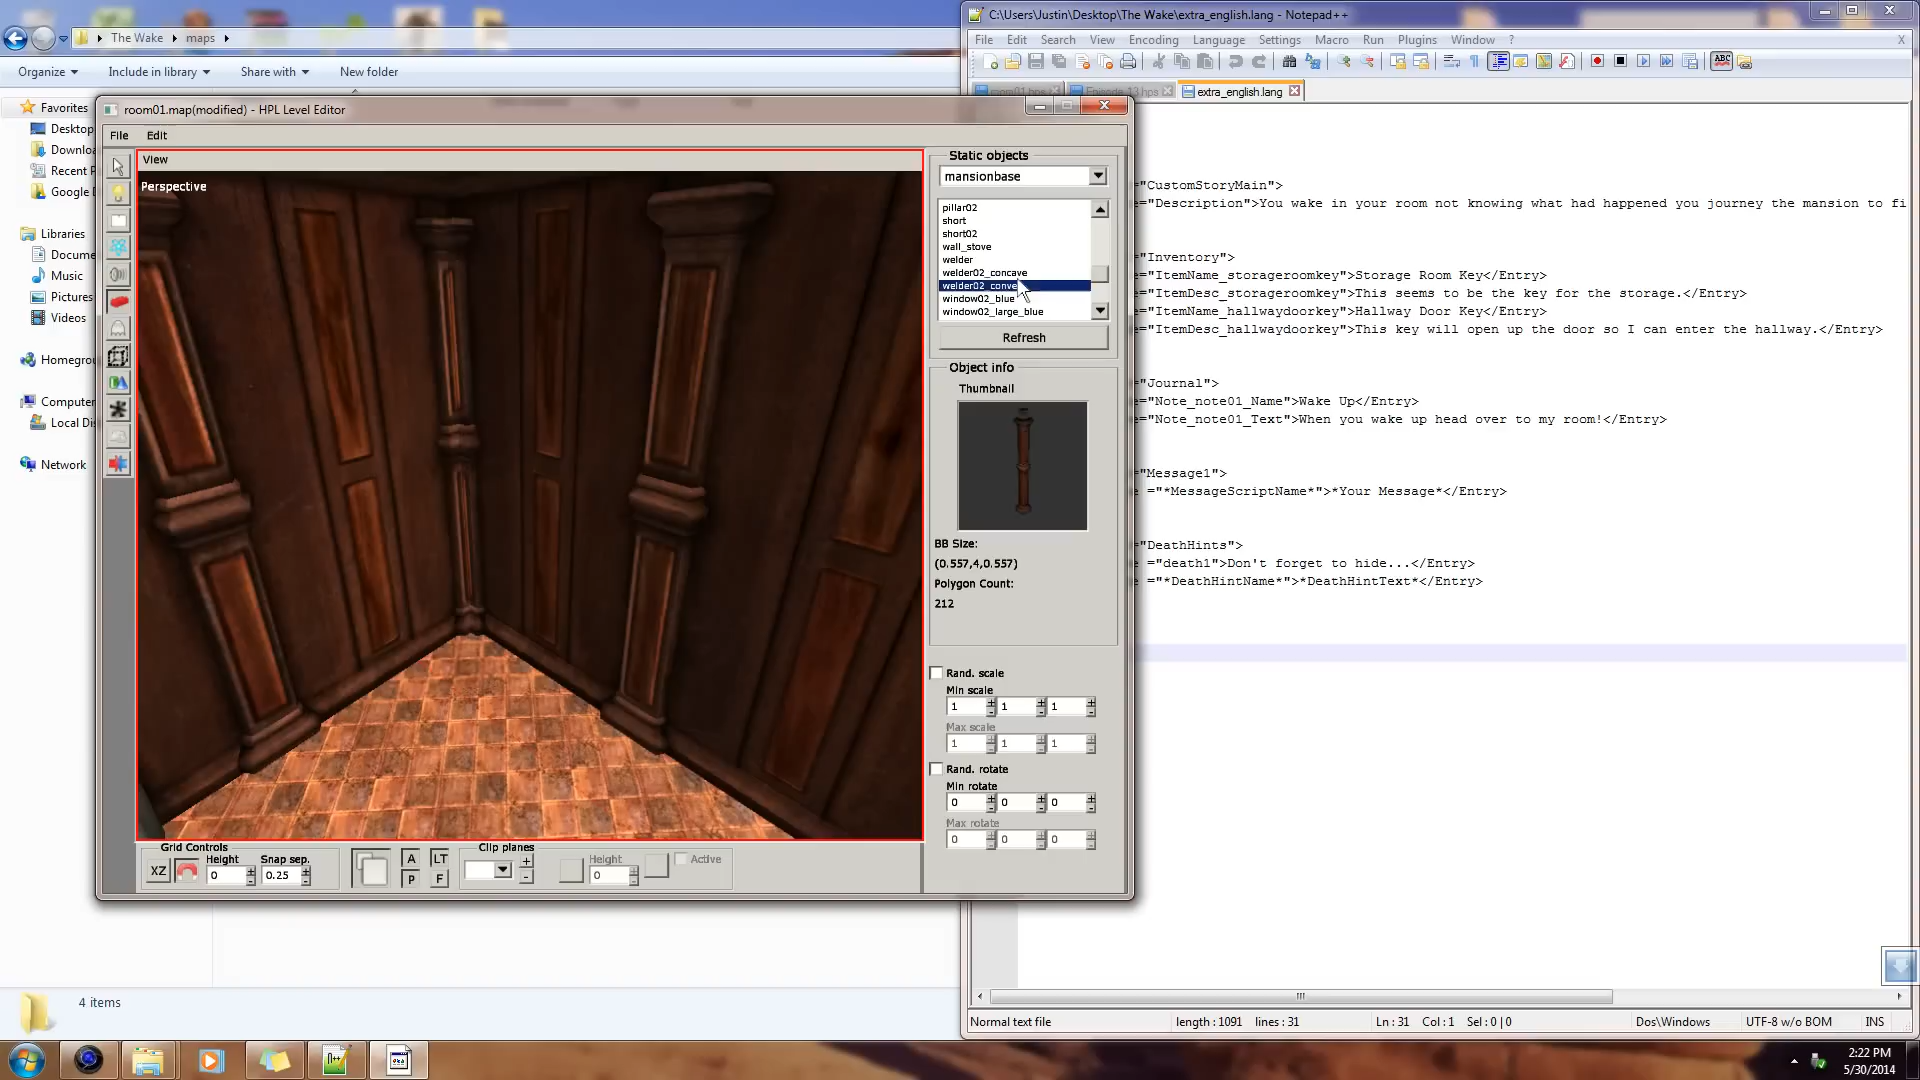 The Wake
maps
Organize
Include in library
Share with
New folder
Favorites
Desktop
Recent
Google
Libraries
Music
Pictures
Videos
Computer
Network
4 items
room01.map(modified) - HPL Level Editor
File
Edit
View
Perspective
Static objects
mansionbase
pillar02
short
short02
wall_stove
welder
welder02_concave
window02_blue
window02_large_blue
Refresh
Object info
Thumbnail
BB Size:
(0.557,4,0.557)
Polygon Count:
212
Rand. scale
Min scale
1 1 1
Max scale
1 1 1
Rand. rotate
Min rotate
0 0 0
Max rotate
0 0 0
Grid Controls
XZ
Height
0
Snap sep.
0.25
A
P
LT
F
Clip planes
+
-
Height
0
Active
C:\Users\Justin\Desktop\The Wake\extra_english.lang - Notepad++
File Edit Search View Encoding Language Settings Macro Run Plugins Window ?
X
ABC
room01.hps
Episode 13.hps
extra_english.lang
="CustomStoryMain">
="Description">You wake in your room not knowing what had happened you journey the mansion to fi
="Inventory">
="ItemName_storageroomkey">Storage Room Key</Entry>
="ItemDesc_storageroomkey">This seems to be the key for the storage.</Entry>
="ItemName_hallwaydoorkey">Hallway Door Key</Entry>
="ItemDesc_hallwaydoorkey">This key will open up the door so I can enter the hallway.</Entry>
="Journal">
="Note_note01_Name">Wake Up</Entry>
="Note_note01_Text">When you wake up head over to my room!</Entry>
="Message1">
="*MessageScriptName*">*Your Message*</Entry>
="DeathHints">
="death1">Don't forget to hide...</Entry>
="*DeathHintName*">*DeathHintText*</Entry>
Normal text file
length : 1091 lines : 31
Ln : 31 Col : 1 Sel : 0 | 0
Dos\Windows
UTF-8 w/o BOM
INS
2:22 PM
5/30/2014